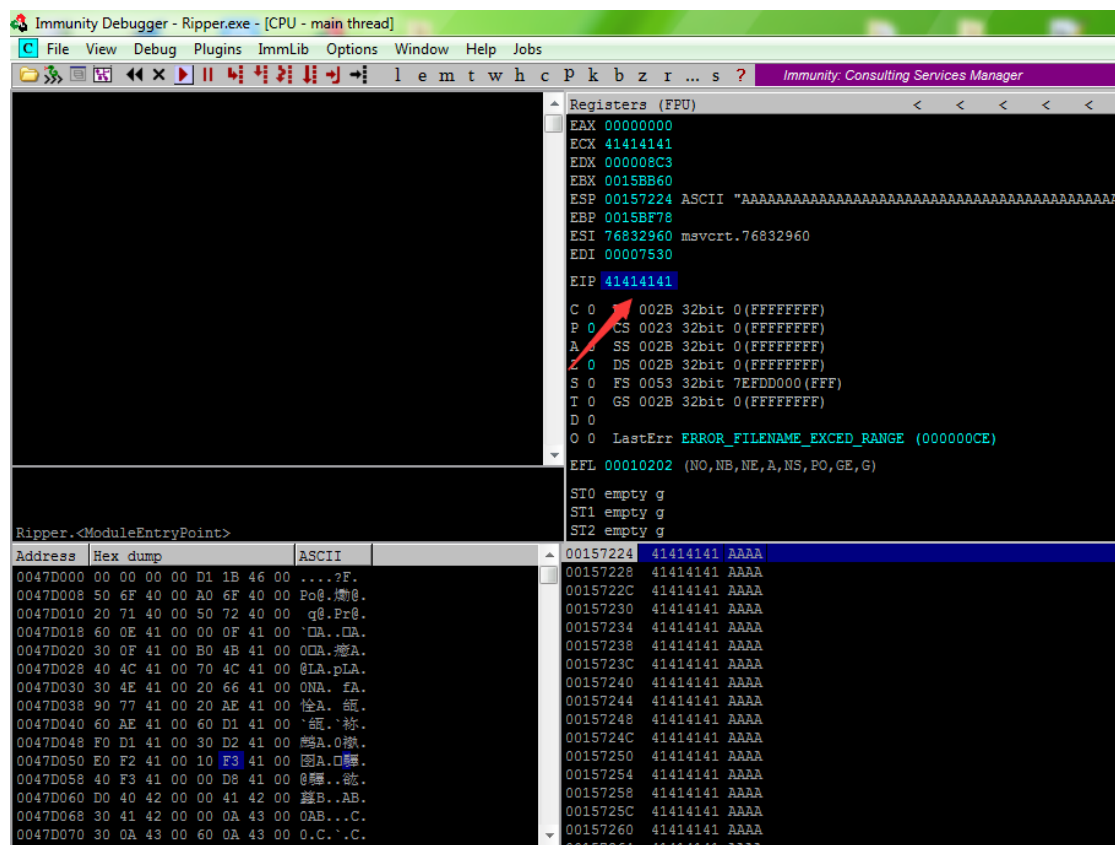 Immunity Debugger - Ripper.exe - [CPU - main thread]
C File View Debug Plugins ImmLib Options Window Help Jobs
l e m t w h c P k b z r ... s ? Immunity: Consulting Services Manager
Registers (FPU) < < < < <
EAX 00000000
ECX 41414141
EDX 000008C3
EBX 0015BB60
ESP 00157224 ASCII "AAAAAAAAAAAAAAAAAAAAAAAAAAAAAAAAAAAAAAAAAAAA
EBP 0015BF78
ESI 76832960 msvcrt.76832960
EDI 00007530
EIP 41414141
C 0 002B 32bit 0(FFFFFFFF)
P 0 CS 0023 32bit 0(FFFFFFFF)
A 0 SS 002B 32bit 0(FFFFFFFF)
Z 0 DS 002B 32bit 0(FFFFFFFF)
S 0 FS 0053 32bit 7EFDD000(FFF)
T 0 GS 002B 32bit 0(FFFFFFFF)
D 0
O 0 LastErr ERROR_FILENAME_EXCED_RANGE (000000CE)
EFL 00010202 (NO,NB,NE,A,NS,PO,GE,G)
ST0 empty g
ST1 empty g
ST2 empty g
Ripper.<ModuleEntryPoint>
Address Hex dump ASCII
0047D000 00 00 00 00 D1 1B 46 00 ....?F.
0047D008 50 6F 40 00 A0 6F 40 00
0047D010 20 71 40 00 50 72 40 00 q@.Pr@.
0047D018 60 0E 41 00 00 0F 41 00 `□A..□A.
0047D020 30 0F 41 00 B0 4B 41 00
0047D028 40 4C 41 00 70 4C 41 00 @LA.pLA.
0047D030 30 4E 41 00 20 66 41 00 0NA. fA.
0047D038 90 77 41 00 20 AE 41 00
0047D040 60 AE 41 00 60 D1 41 00
0047D048 F0 D1 41 00 30 D2 41 00
0047D050 E0 F2 41 00 10 F3 41 00
0047D058 40 F3 41 00 00 D8 41 00
0047D060 D0 40 42 00 00 41 42 00
0047D068 30 41 42 00 00 0A 43 00 0AB...C.
0047D070 30 0A 43 00 60 0A 43 00 0.C.`.C.
00157224 41414141 AAAA
00157228 41414141 AAAA
0015722C 41414141 AAAA
00157230 41414141 AAAA
00157234 41414141 AAAA
00157238 41414141 AAAA
0015723C 41414141 AAAA
00157240 41414141 AAAA
00157244 41414141 AAAA
00157248 41414141 AAAA
0015724C 41414141 AAAA
00157250 41414141 AAAA
00157254 41414141 AAAA
00157258 41414141 AAAA
0015725C 41414141 AAAA
00157260 41414141 AAAA